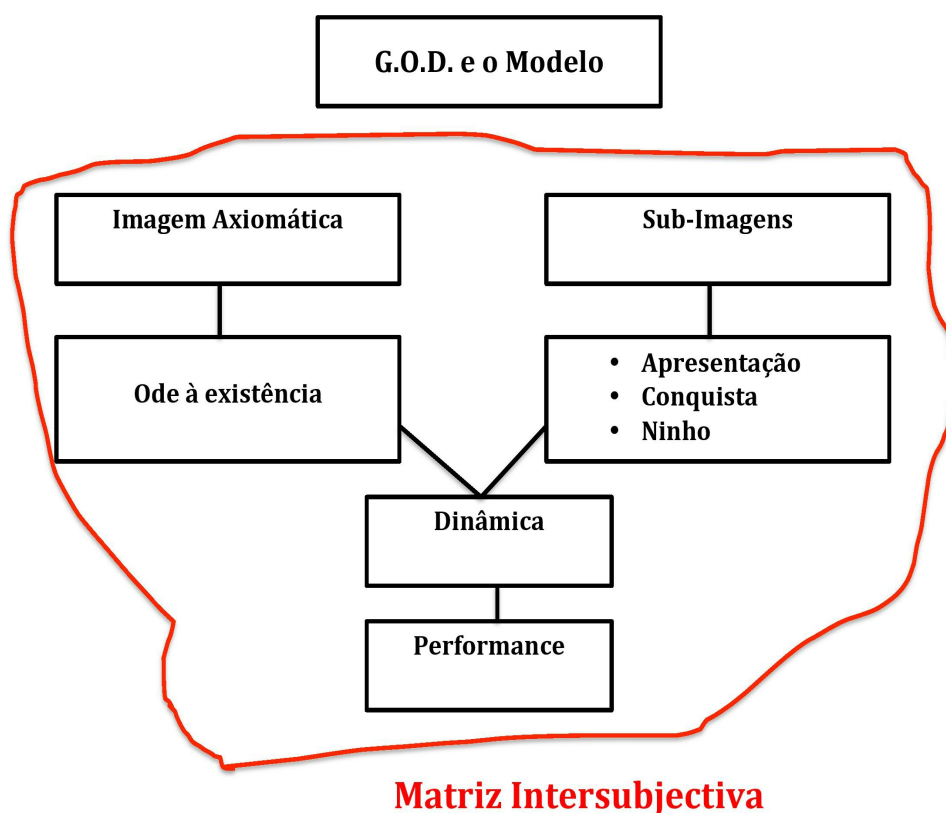 G.O.D. e o Modelo
Imagem Axiomática
Sub-Imagens
Ode à existência
• Apresentação
• Conquista
• Ninho
Dinâmica
Performance
Matriz Intersubjectiva